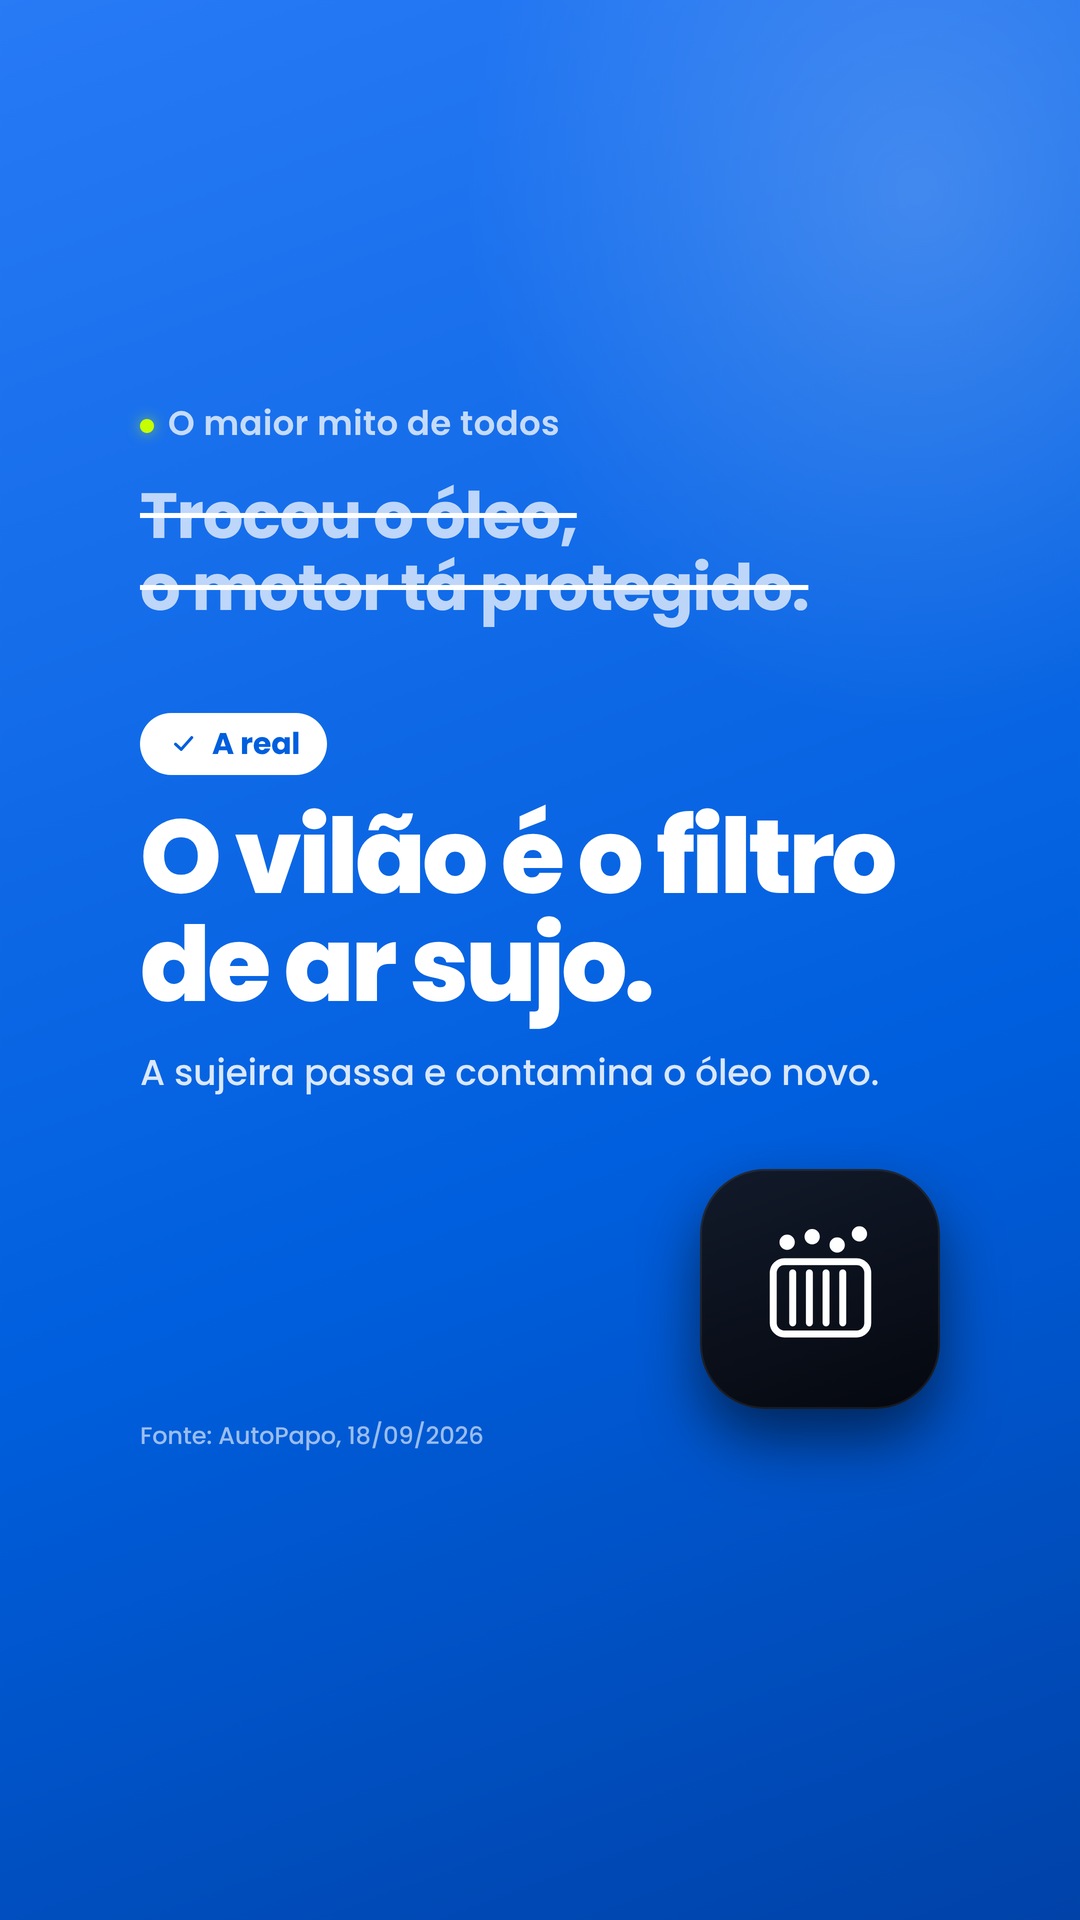 O maior mito de todos
Trocou o óleo,
o motor tá protegido.
A real
O vilão é o filtro
de ar sujo.
A sujeira passa e contamina o óleo novo.
Fonte: AutoPapo, 18/09/2026